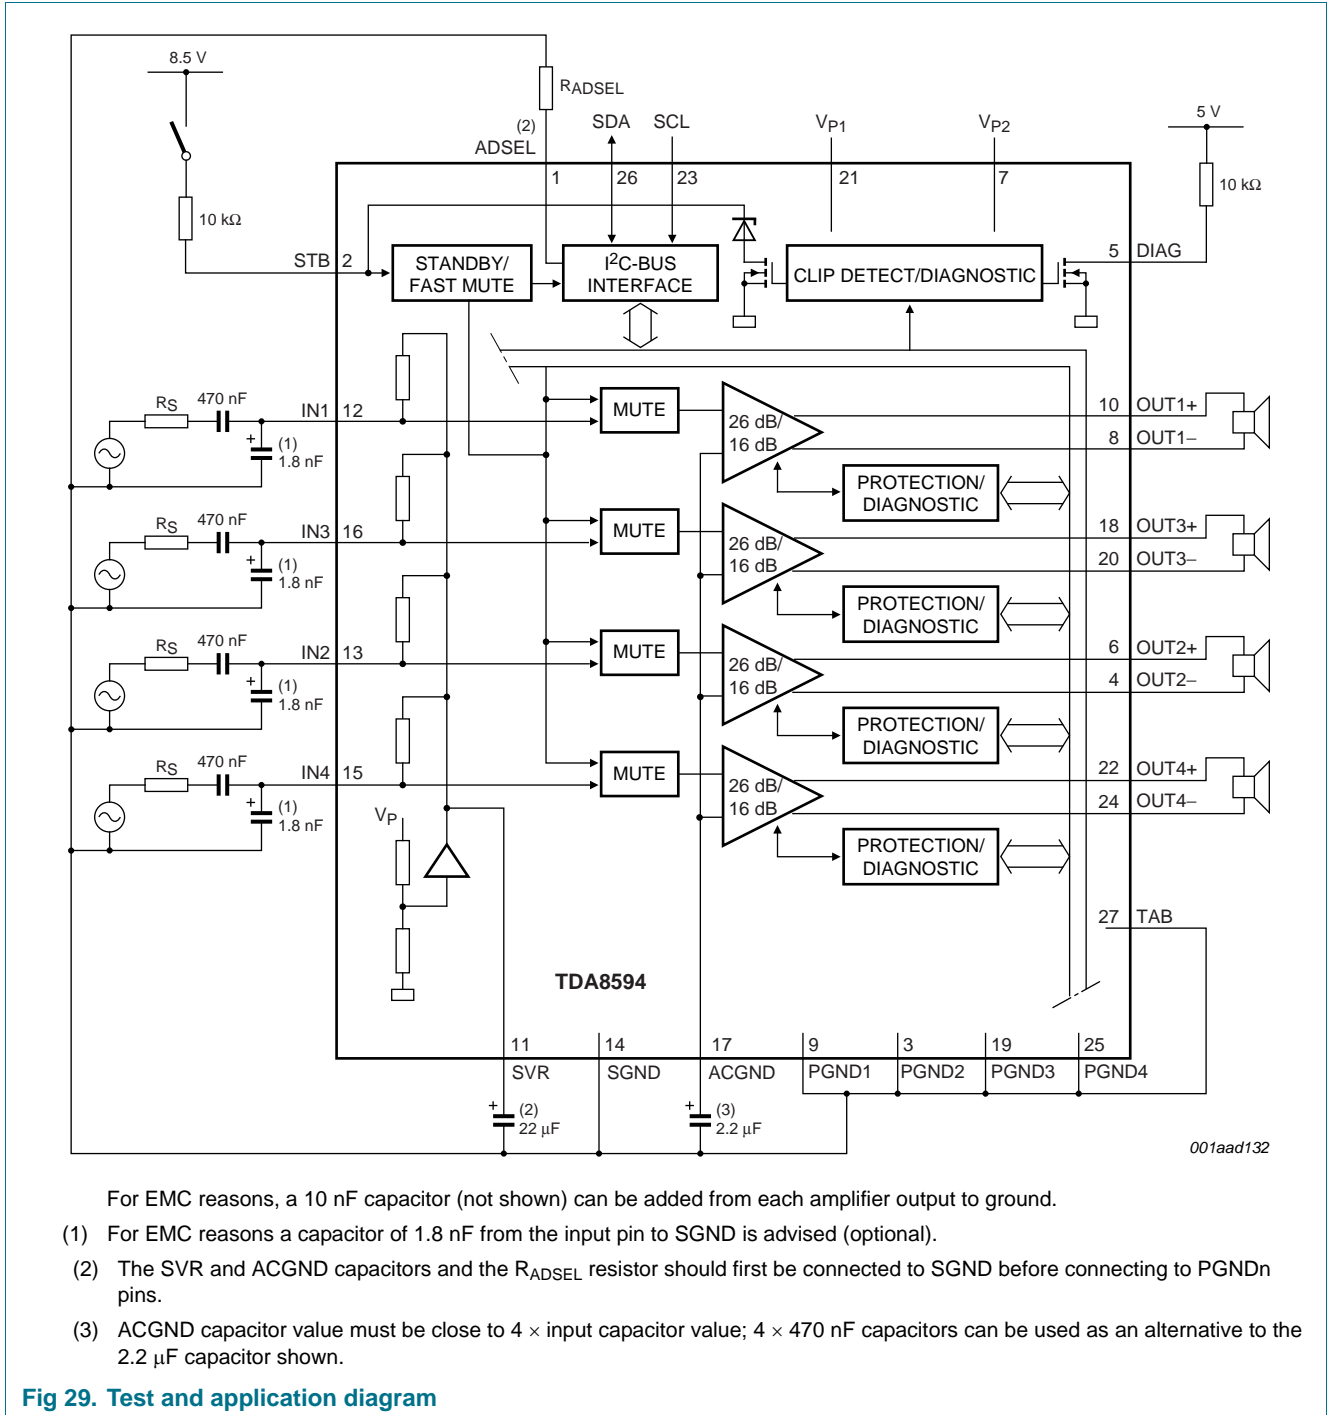 8.5 V
RADSEL
5 V
(2)
SDA
SCL
VP1
VP2
ADSEL
1
26
23
21
7
10 kΩ
10 kΩ
STB
2
STANDBY/
FAST MUTE
I2C-BUS
INTERFACE
CLIP DETECT/DIAGNOSTIC
5
DIAG
RS
470 nF
IN1
12
+
(1)
1.8 nF
MUTE
26 dB/
16 dB
10
OUT1+
8
OUT1−
PROTECTION/
DIAGNOSTIC
RS
470 nF
IN3
16
+
(1)
1.8 nF
MUTE
26 dB/
16 dB
18
OUT3+
20
OUT3−
PROTECTION/
DIAGNOSTIC
RS
470 nF
IN2
13
+
(1)
1.8 nF
MUTE
26 dB/
16 dB
6
OUT2+
4
OUT2−
PROTECTION/
DIAGNOSTIC
RS
470 nF
IN4
15
+
(1)
1.8 nF
MUTE
26 dB/
16 dB
22
OUT4+
24
OUT4−
PROTECTION/
DIAGNOSTIC
VP
27
TAB
TDA8594
11
14
17
9
3
19
25
SVR
SGND
ACGND
PGND1
PGND2
PGND3
PGND4
+
(2)
22 μF
+
(3)
2.2 μF
001aad132
For EMC reasons, a 10 nF capacitor (not shown) can be added from each amplifier output to ground.
(1) For EMC reasons a capacitor of 1.8 nF from the input pin to SGND is advised (optional).
(2) The SVR and ACGND capacitors and the RADSEL resistor should first be connected to SGND before connecting to PGNDn
pins.
(3) ACGND capacitor value must be close to 4 × input capacitor value; 4 × 470 nF capacitors can be used as an alternative to the
2.2 μF capacitor shown.
Fig 29. Test and application diagram